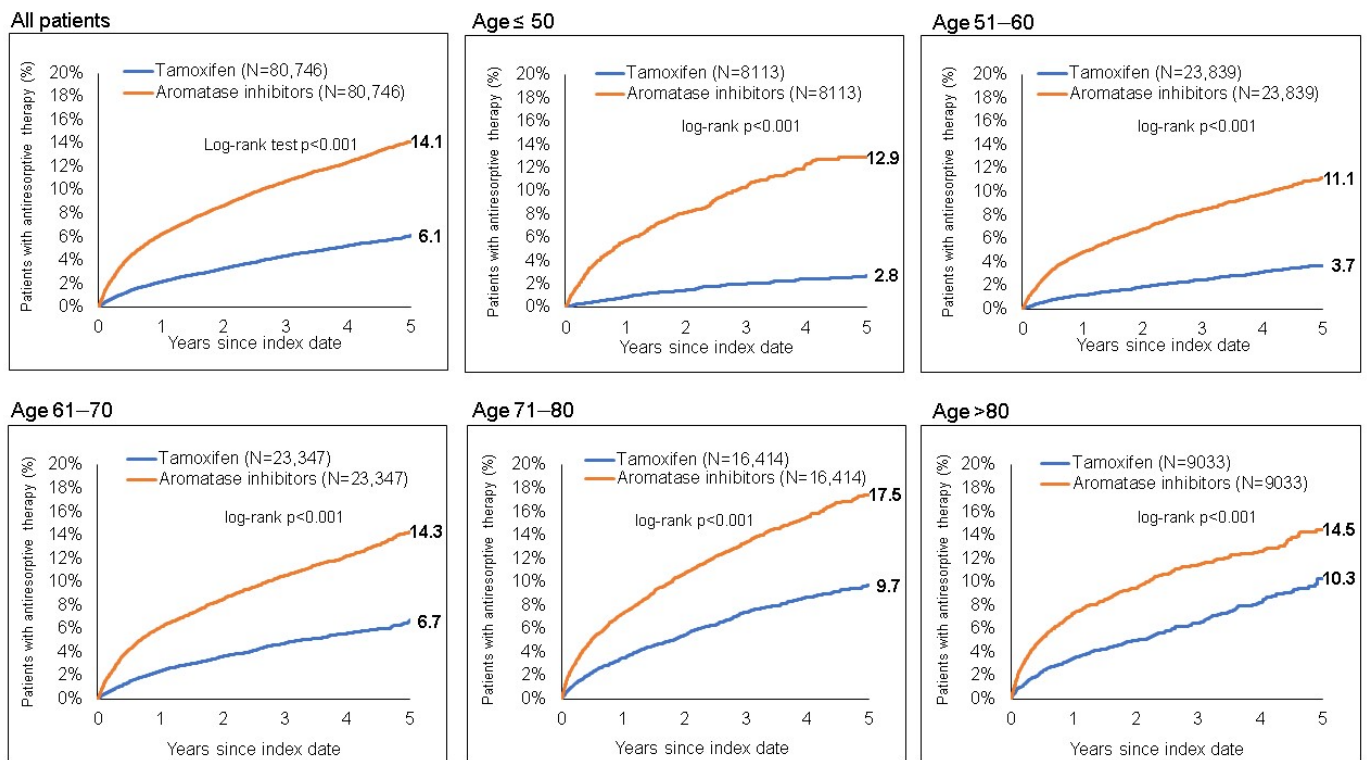 All patients
Patients with antiresorptive therapy (%)
20%
18%
16%
14%
12%
10%
8%
6%
4%
2%
0%
Tamoxifen (N=80,746)
Aromatase inhibitors (N=80,746)
Log-rank test p<0.001
14.1
6.1
0 1 2 3 4 5
Years since index date
Age ≤ 50
Patients with antiresorptive therapy (%)
20%
18%
16%
14%
12%
10%
8%
6%
4%
2%
0%
Tamoxifen (N=8113)
Aromatase inhibitors (N=8113)
log-rank p<0.001
12.9
2.8
0 1 2 3 4 5
Years since index date
Age 51–60
Patients with antiresorptive therapy (%)
20%
18%
16%
14%
12%
10%
8%
6%
4%
2%
0%
Tamoxifen (N=23,839)
Aromatase inhibitors (N=23,839)
log-rank p<0.001
11.1
3.7
0 1 2 3 4 5
Years since index date
Age 61–70
Patients with antiresorptive therapy (%)
20%
18%
16%
14%
12%
10%
8%
6%
4%
2%
0%
Tamoxifen (N=23,347)
Aromatase inhibitors (N=23,347)
log-rank p<0.001
14.3
6.7
0 1 2 3 4 5
Years since index date
Age 71–80
Patients with antiresorptive therapy (%)
20%
18%
16%
14%
12%
10%
8%
6%
4%
2%
0%
Tamoxifen (N=16,414)
Aromatase inhibitors (N=16,414)
log-rank p<0.001
17.5
9.7
0 1 2 3 4 5
Years since index date
Age >80
Patients with antiresorptive therapy (%)
20%
18%
16%
14%
12%
10%
8%
6%
4%
2%
0%
Tamoxifen (N=9033)
Aromatase inhibitors (N=9033)
log-rank p<0.001
14.5
10.3
0 1 2 3 4 5
Years since index date